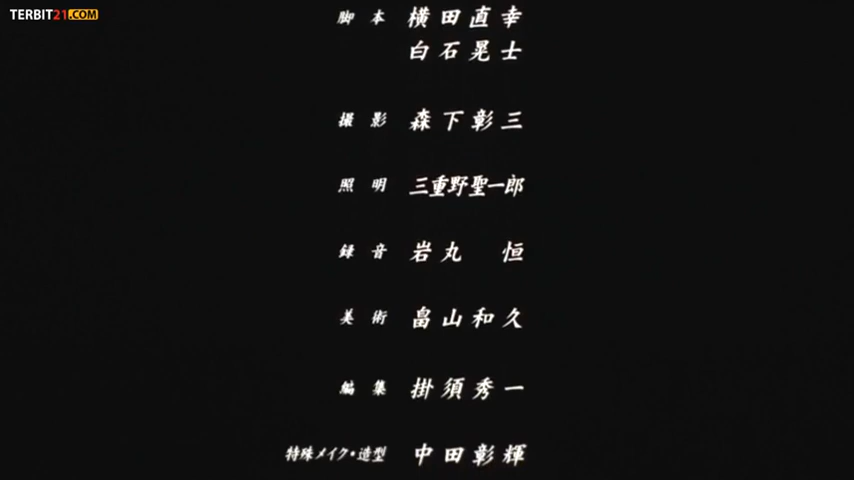 TERBIT21.COM
脚本 横田直幸
白石晃士
撮影 森下彰三
照明 三重野聖一郎
録音 岩丸 恒
美術 畠山和久
編集 掛須秀一
特殊メイク・造型 中田彰輝